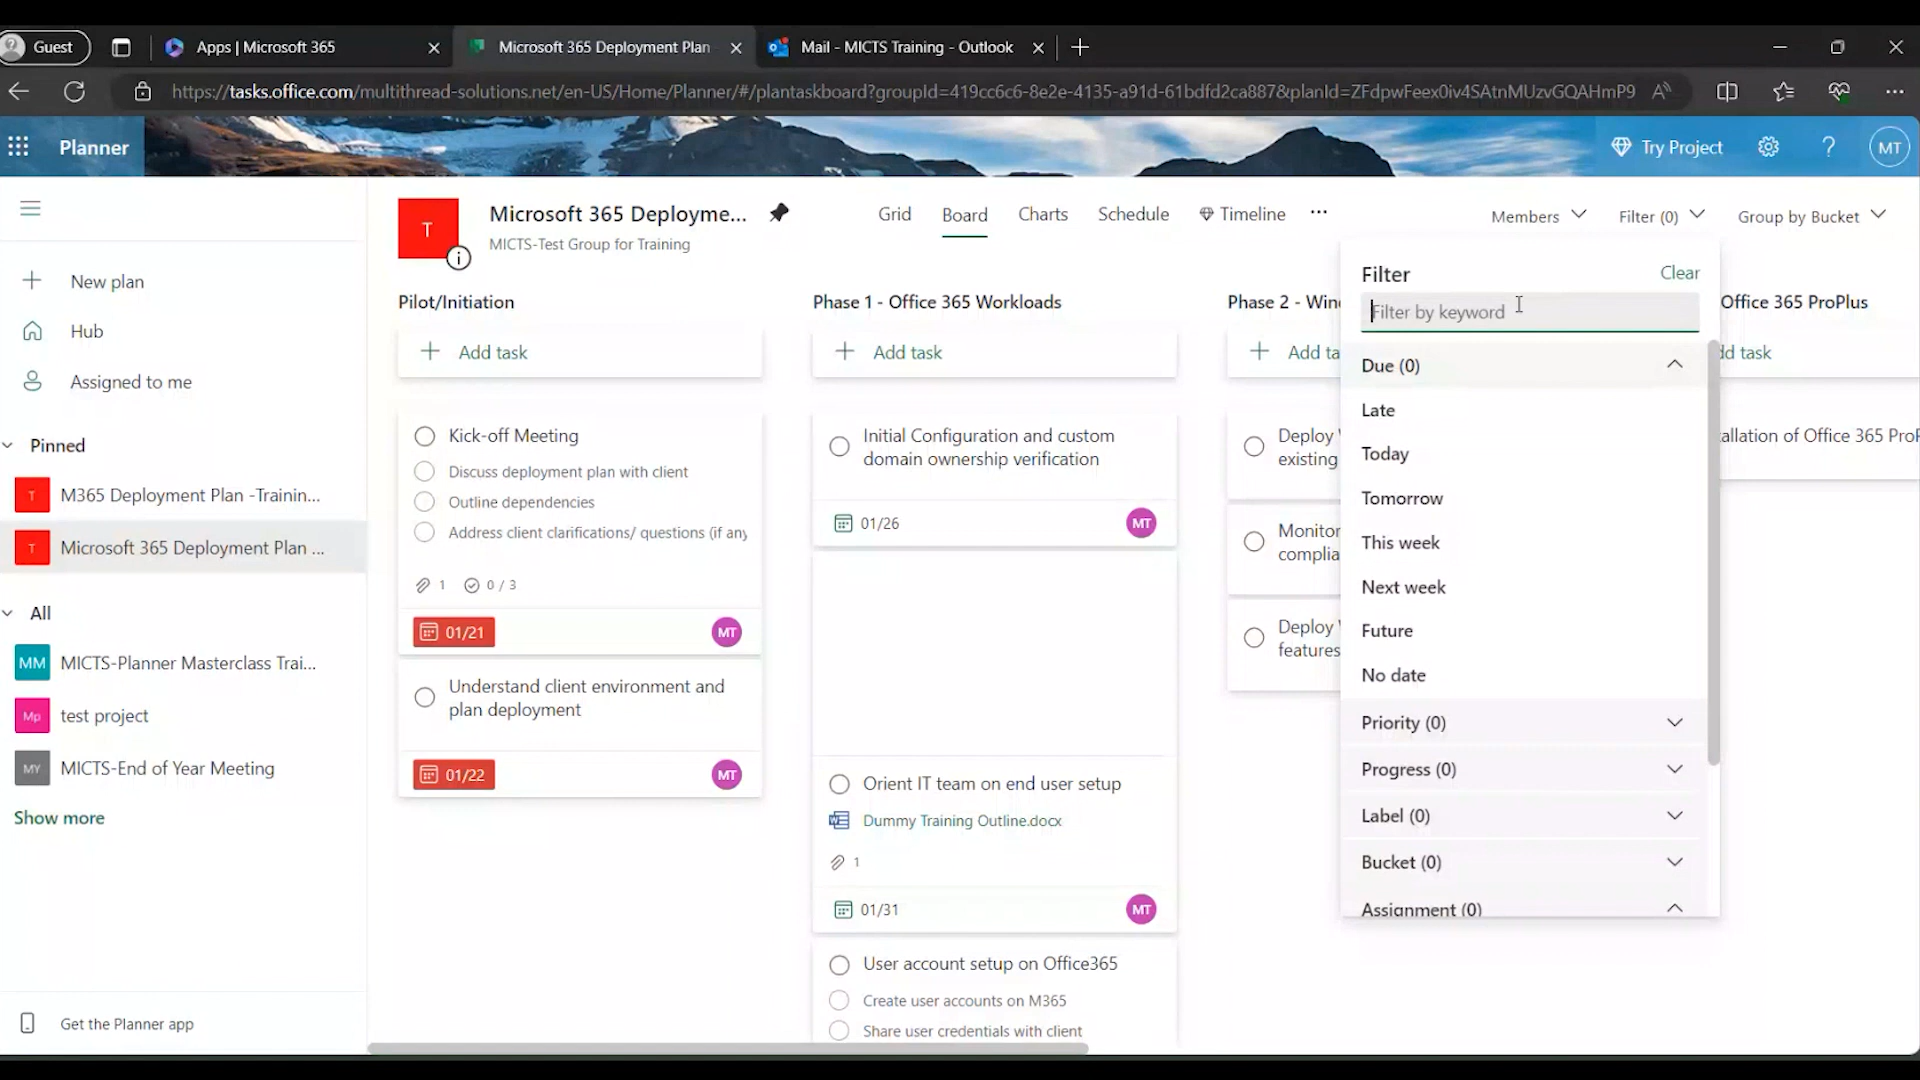 Guest
Apps | Microsoft 365
Microsoft 365 Deployment Plan
Mail - MICTS Training - Outlook
https://tasks.office.com/multithread-solutions.net/en-US/Home/Planner/#/plantaskboard?groupId=419cc6c6-8e2e-4135-a91d-61bdfd2ca887&planId=ZFdpwFeex0iv4SAtnMUzvGQAHmP9
Planner
Try Project
?
MT
T
Microsoft 365 Deployme...
MICTS-Test Group for Training
Grid
Board
Charts
Schedule
Timeline
...
Members
Filter (0)
Group by Bucket
New plan
Hub
Assigned to me
Pinned
T
M365 Deployment Plan -Trainin...
T
Microsoft 365 Deployment Plan ...
All
MM
MICTS-Planner Masterclass Trai...
Mp
test project
MY
MICTS-End of Year Meeting
Show more
Get the Planner app
Pilot/Initiation
Add task
Kick-off Meeting
Discuss deployment plan with client
Outline dependencies
Address client clarifications/ questions (if any
1
0 / 3
01/21
MT
Understand client environment and
plan deployment
01/22
MT
Phase 1 - Office 365 Workloads
Add task
Initial Configuration and custom
domain ownership verification
01/26
MT
Orient IT team on end user setup
Dummy Training Outline.docx
1
01/31
MT
User account setup on Office365
Create user accounts on M365
Share user credentials with client
Phase 2 - Win
Add ta
Deploy
existing
Monitor
complia
Deploy
features
Filter
Clear
Filter by keyword
Due (0)
Late
Today
Tomorrow
This week
Next week
Future
No date
Priority (0)
Progress (0)
Label (0)
Bucket (0)
Assignment (0)
Office 365 ProPlus
dd task
allation of Office 365 ProP